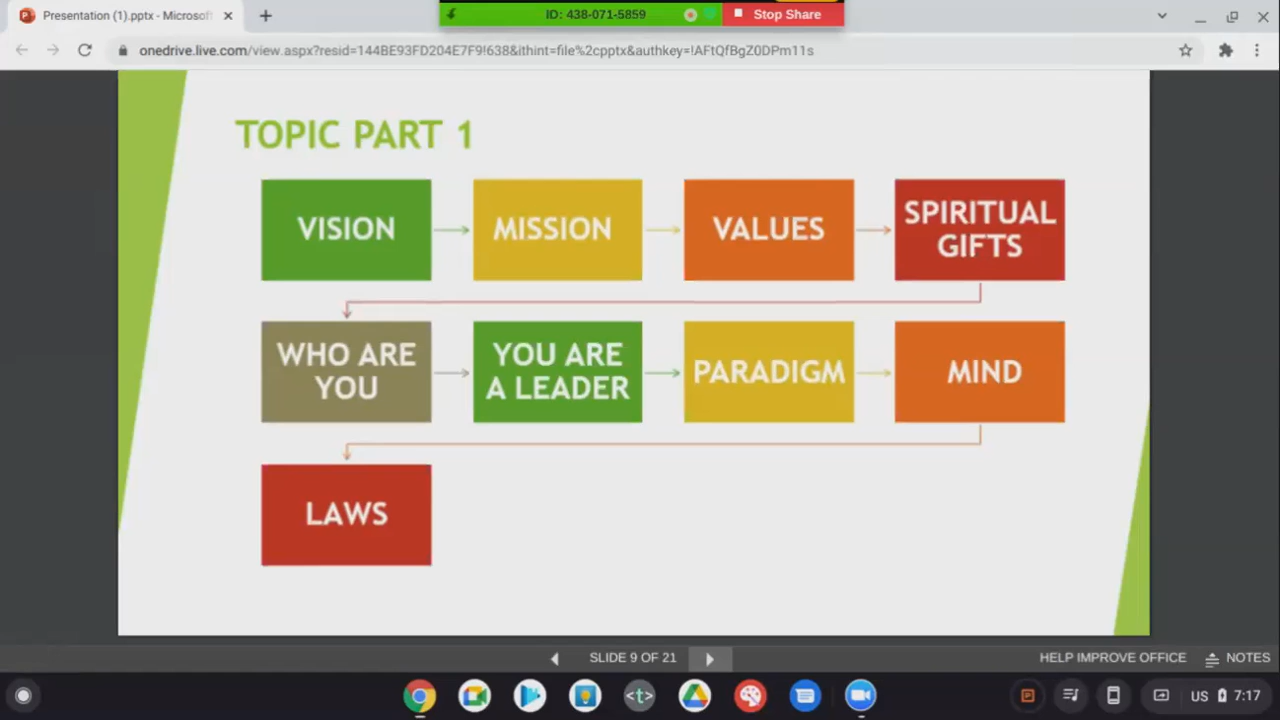 Presentation (1).pptx - Microsoft
ID: 438-071-5859
Stop Share
onedrive.live.com/view.aspx?resid=144BE93FD204E7F9!638&ithint=file%2cpptx&authkey=!AFtQfBgZ0DPm11s
TOPIC PART 1
VISION
MISSION
VALUES
SPIRITUAL
GIFTS
WHO ARE
YOU
YOU ARE
A LEADER
PARADIGM
MIND
LAWS
SLIDE 9 OF 21
HELP IMPROVE OFFICE
NOTES
<t>
US
7:17